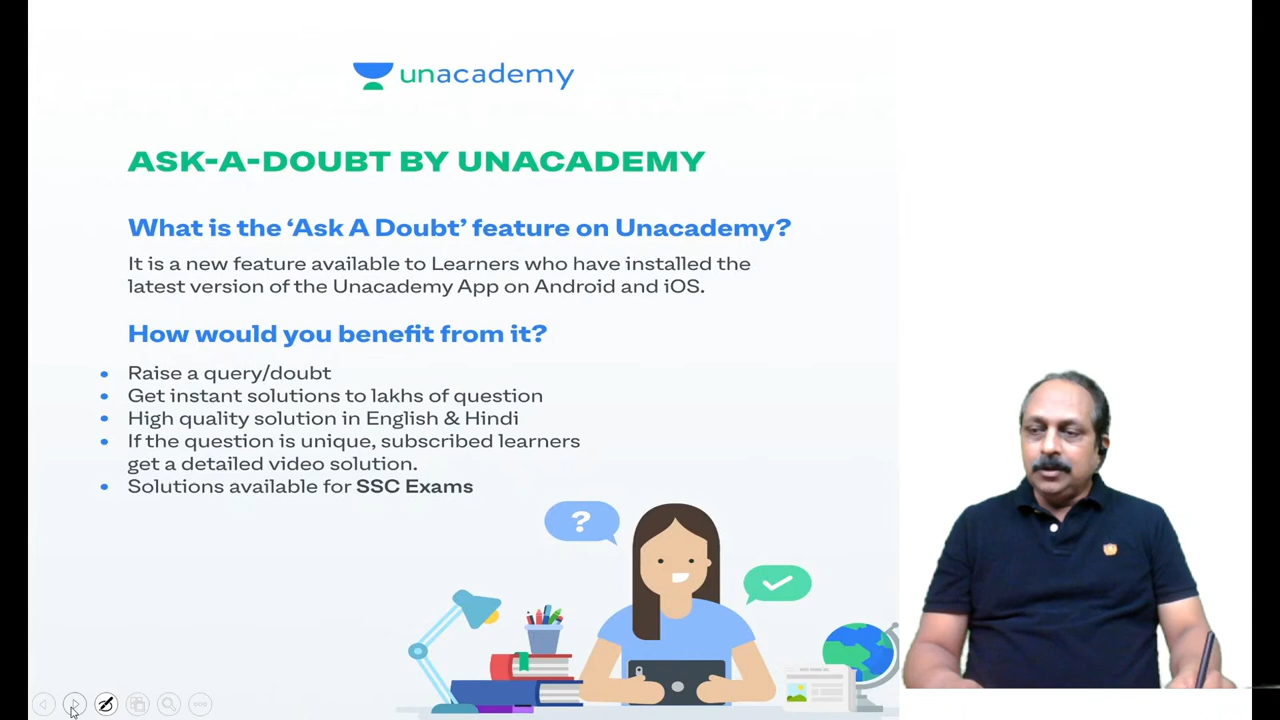 unacademy
ASK-A-DOUBT BY UNACADEMY
What is the ‘Ask A Doubt’ feature on Unacademy?
It is a new feature available to Learners who have installed the
latest version of the Unacademy App on Android and iOS.
How would you benefit from it?
• Raise a query/doubt
• Get instant solutions to lakhs of question
• High quality solution in English & Hindi
• If the question is unique, subscribed learners
get a detailed video solution.
• Solutions available for SSC Exams
?